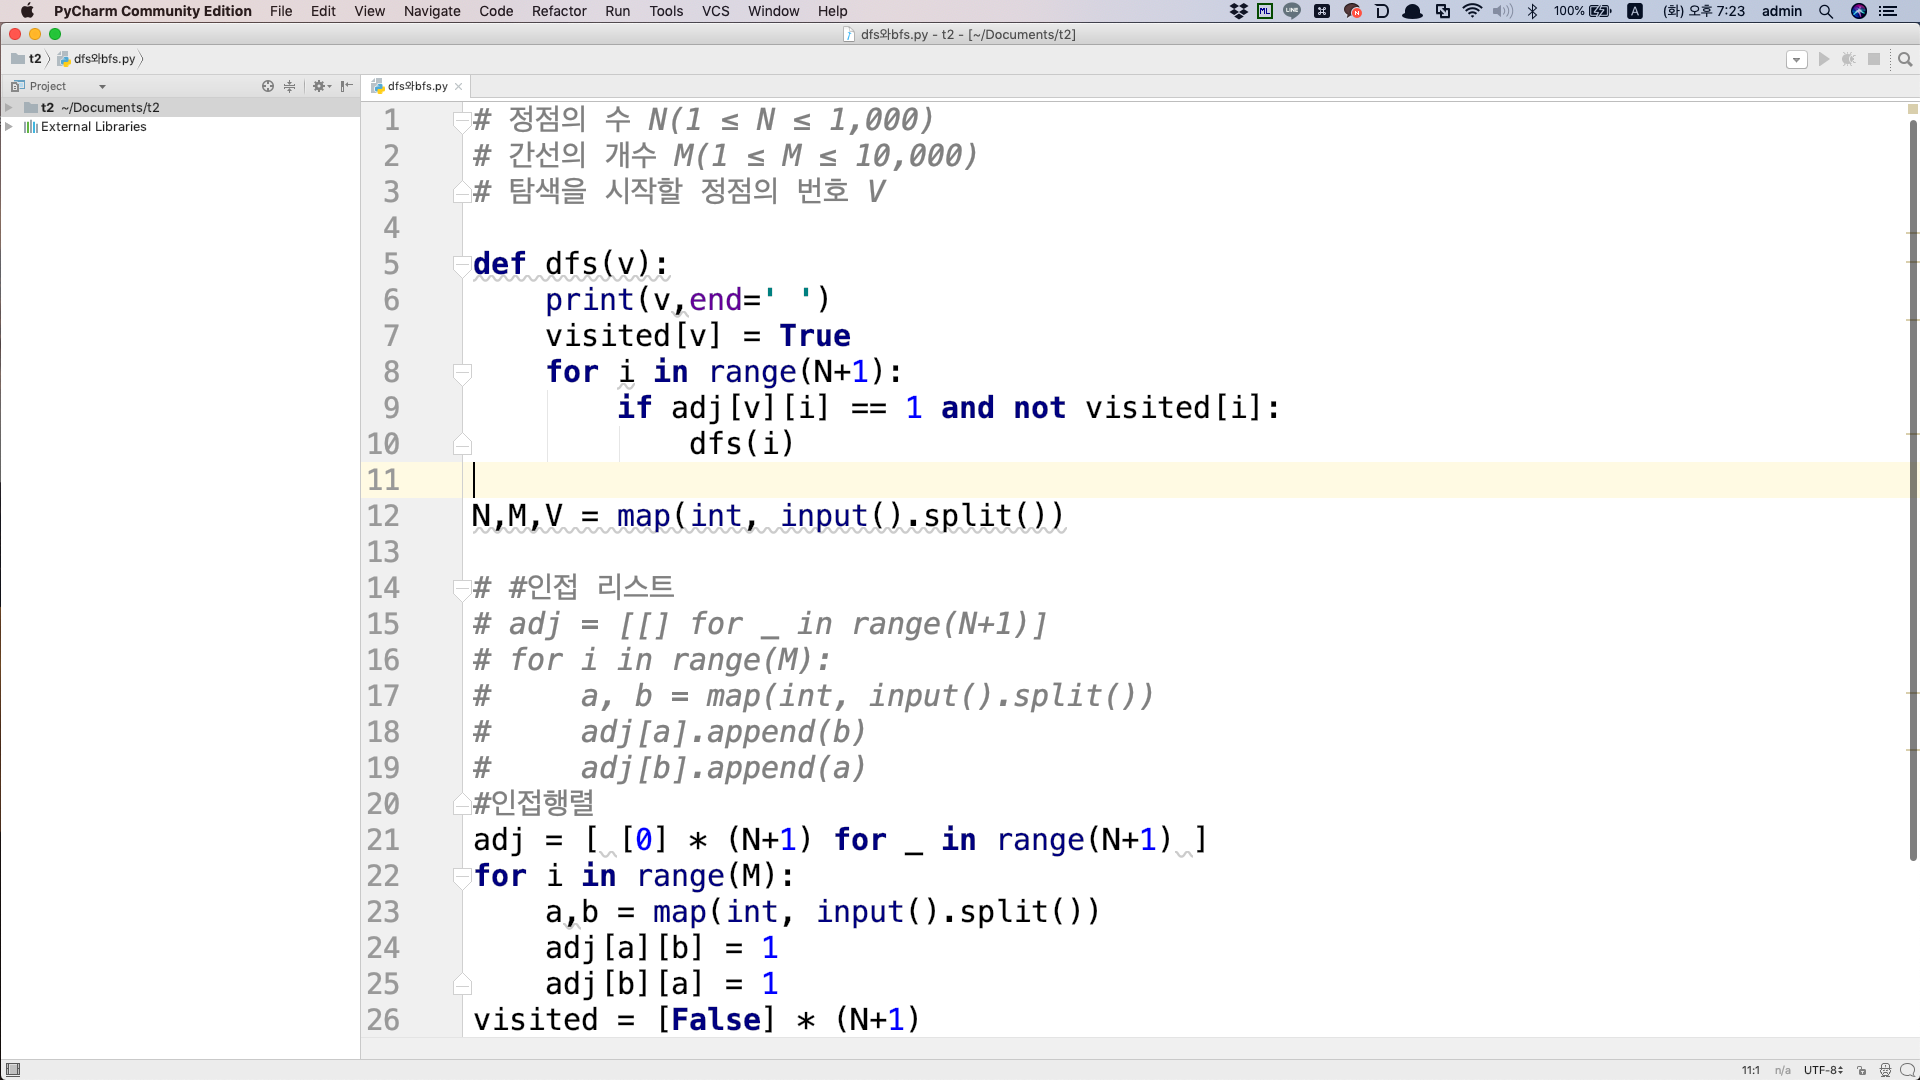 PyCharm Community Edition File Edit View Navigate Code Refactor Run Tools VCS Window Help ML LINE N 100% A (화) 오후 7:23 admin
dfs와bfs.py - t2 - [~/Documents/t2]
t2 dfs와bfs.py
Project dfs와bfs.py
t2 ~/Documents/t2
External Libraries
1 # 정점의 수 N(1 ≤ N ≤ 1,000)
2 # 간선의 개수 M(1 ≤ M ≤ 10,000)
3 # 탐색을 시작할 정점의 번호 V
4
5 def dfs(v):
6 print(v,end=' ')
7 visited[v] = True
8 for i in range(N+1):
9 if adj[v][i] == 1 and not visited[i]:
10 dfs(i)
11
12 N,M,V = map(int, input().split())
13
14 # #인접 리스트
15 # adj = [[] for _ in range(N+1)]
16 # for i in range(M):
17 # a, b = map(int, input().split())
18 # adj[a].append(b)
19 # adj[b].append(a)
20 #인접행렬
21 adj = [ [0] * (N+1) for _ in range(N+1) ]
22 for i in range(M):
23 a,b = map(int, input().split())
24 adj[a][b] = 1
25 adj[b][a] = 1
26 visited = [False] * (N+1)
11:1 n/a UTF-8